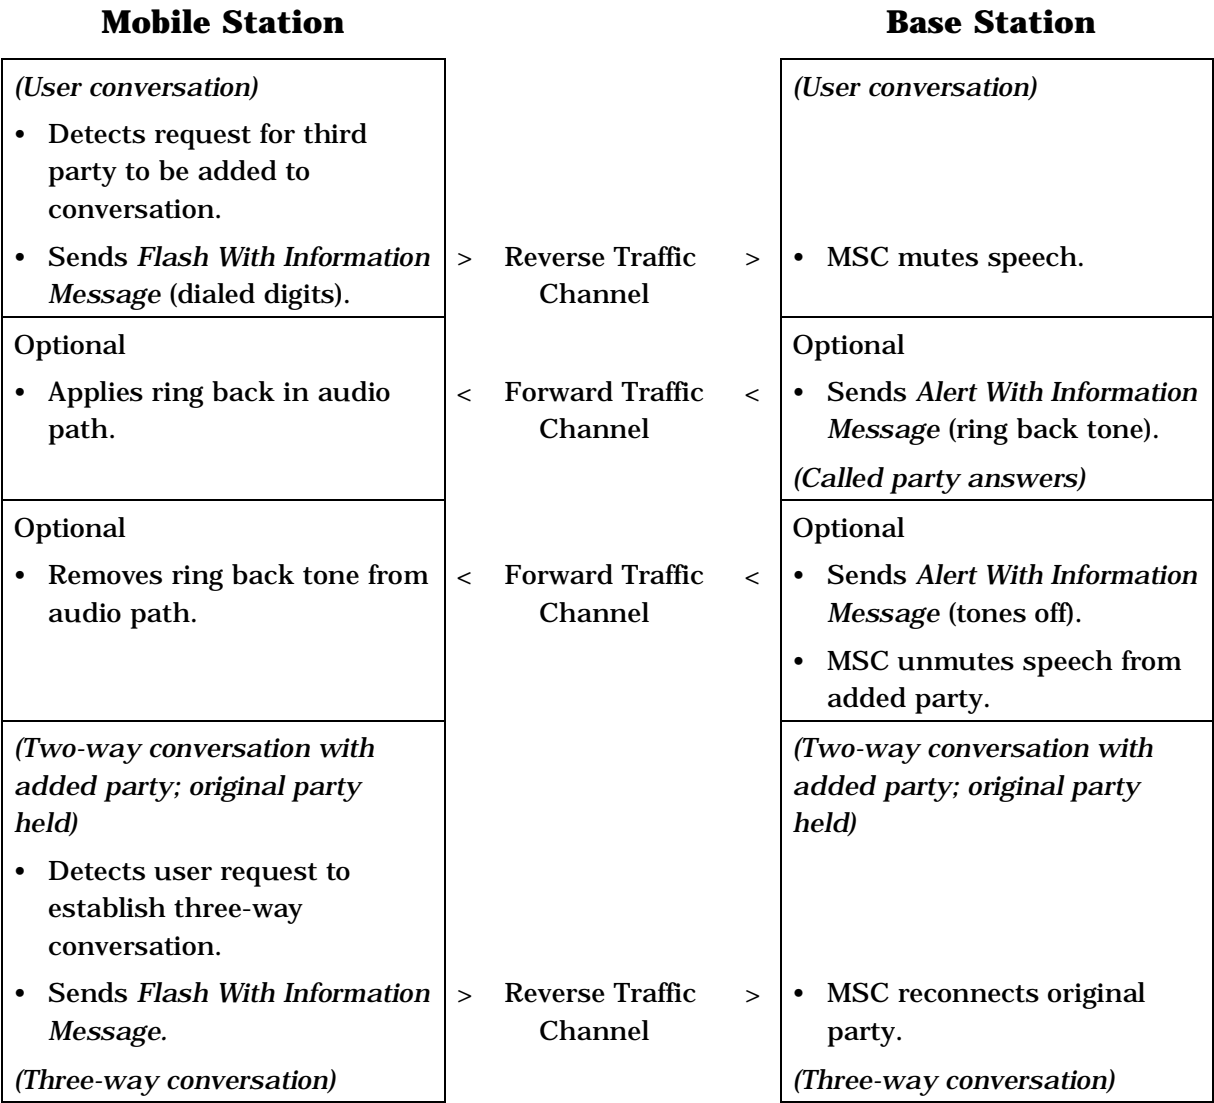 Mobile Station Base Station
(User conversation) (User conversation)
• Detects request for third
party to be added to
conversation.
• Sends Flash With Information > Reverse Traffic > • MSC mutes speech.
Message (dialed digits). Channel
Optional Optional
• Applies ring back in audio < Forward Traffic < • Sends Alert With Information
path. Channel Message (ring back tone).
(Called party answers)
Optional Optional
• Removes ring back tone from < Forward Traffic < • Sends Alert With Information
audio path. Channel Message (tones off).
• MSC unmutes speech from
added party.
(Two-way conversation with (Two-way conversation with
added party; original party added party; original party
held) held)
• Detects user request to
establish three-way
conversation.
• Sends Flash With Information > Reverse Traffic > • MSC reconnects original
Message. Channel party.
(Three-way conversation) (Three-way conversation)